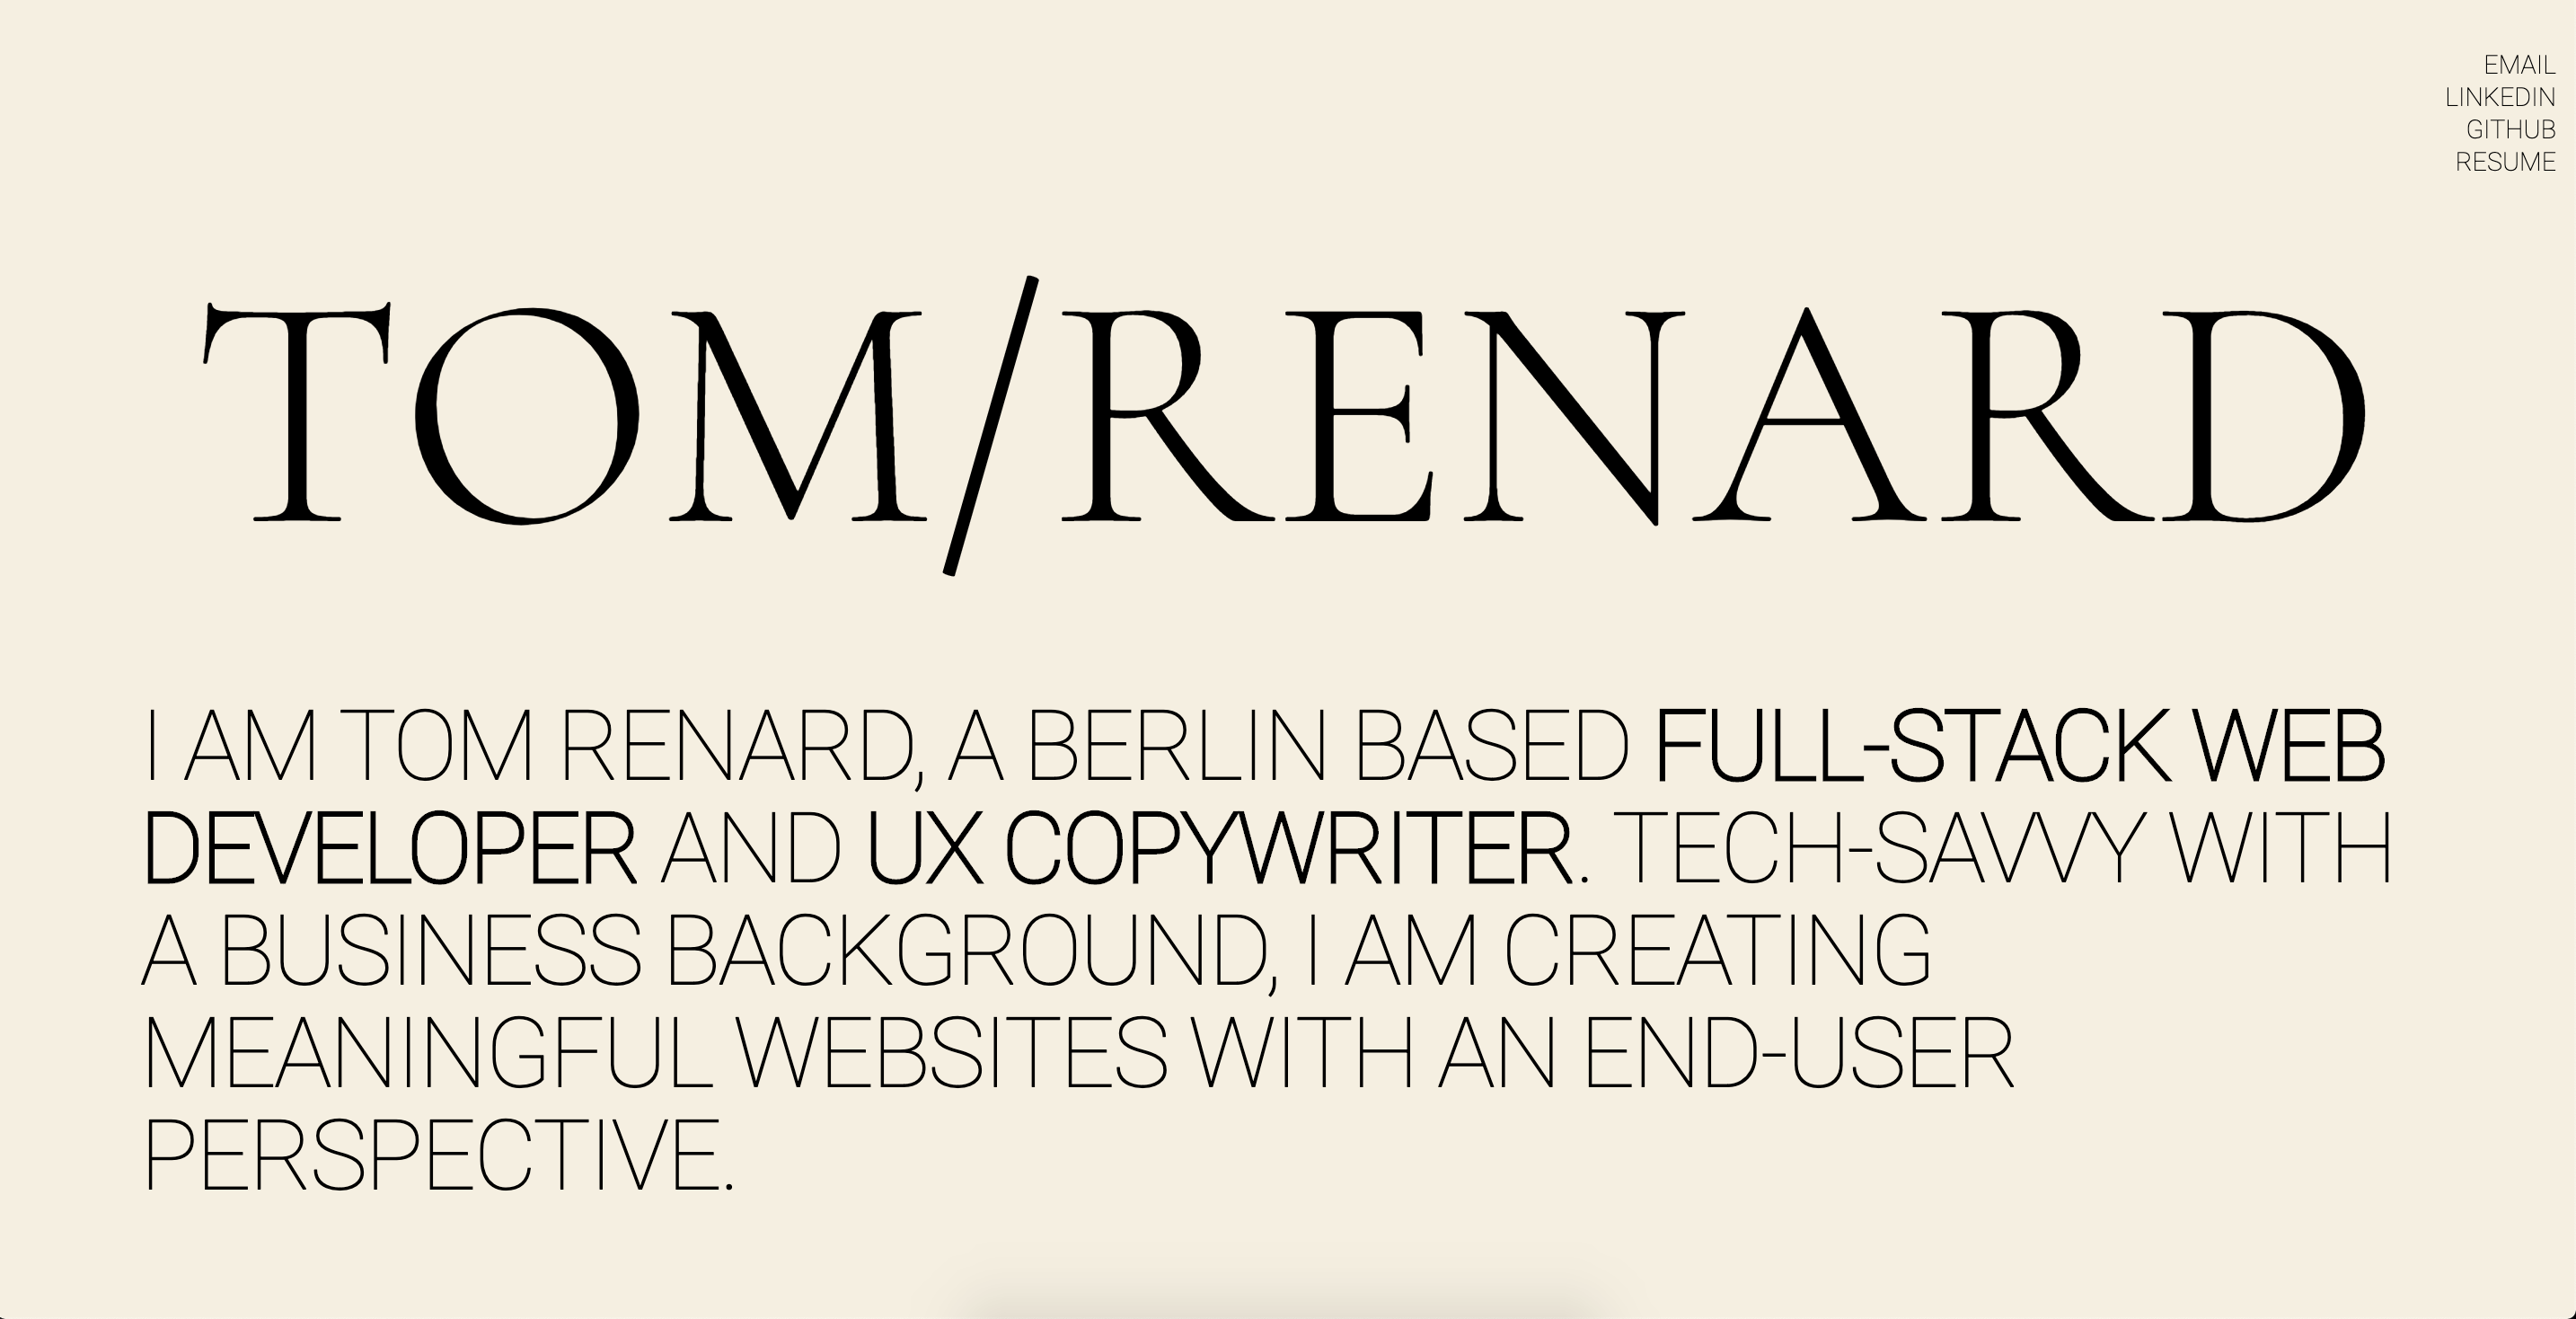 EMAIL
LINKEDIN
GITHUB
RESUME
TOM/RENARD
I AM TOM RENARD, A BERLIN BASED FULL-STACK WEB
DEVELOPER AND UX COPYWRITER. TECH-SAVVY WITH
A BUSINESS BACKGROUND, I AM CREATING
MEANINGFUL WEBSITES WITH AN END-USER
PERSPECTIVE.